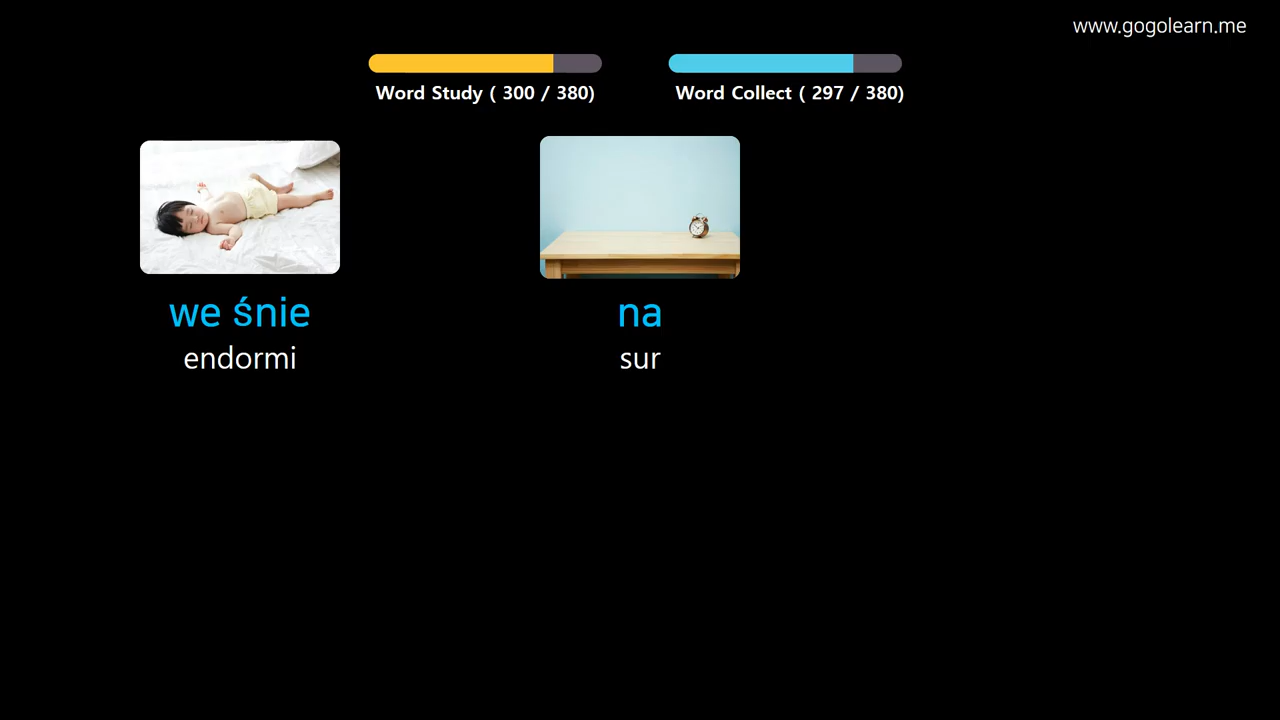 www.gogolearn.me
Word Study ( 300 / 380)
Word Collect ( 297 / 380)
we śnie
endormi
na
sur